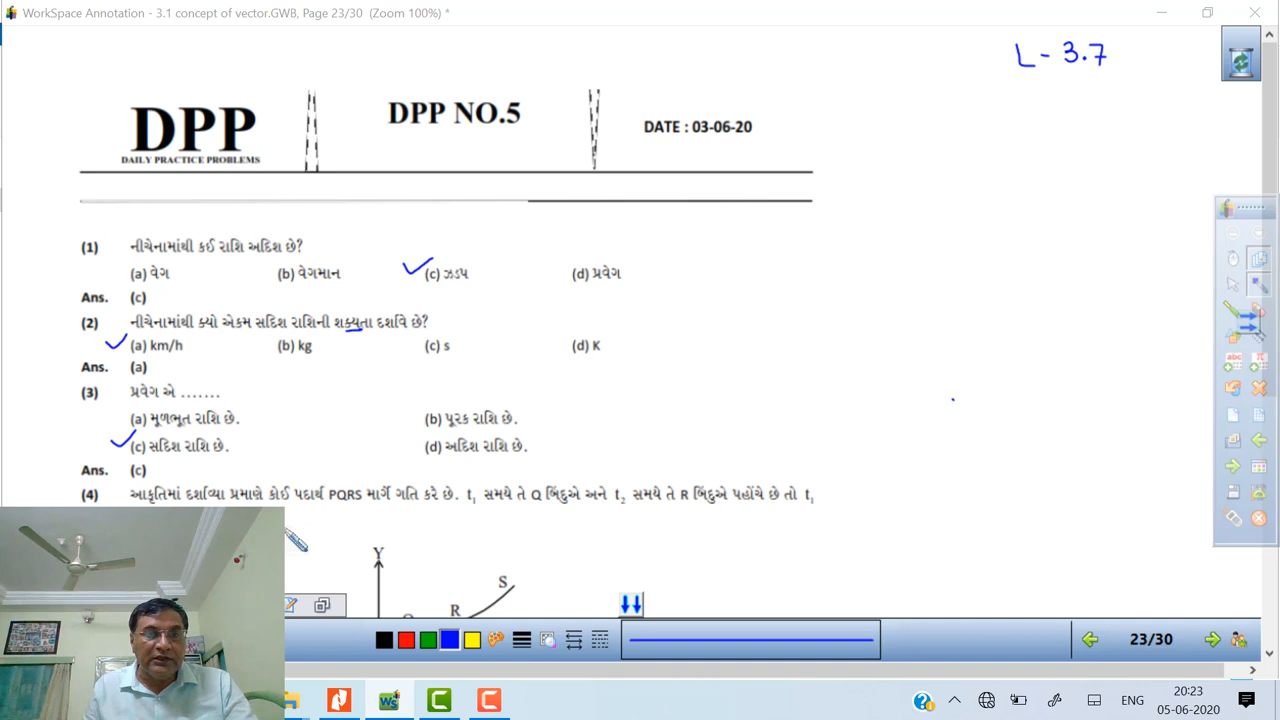 WorkSpace Annotation - 3.1 concept of vector.GWB, Page 23/30 (Zoom 100%) *
L - 3.7
DPP
DAILY PRACTICE PROBLEMS
DPP NO.5
DATE : 03-06-20
(1) નીચેનામાંથી કઈ રાશિ અદિશ છે?
(a) વેગ (b) વેગમાન (c) ઝડપ (d) પ્રવેગ
Ans. (c)
(2) નીચેનામાંથી ક્યો એકમ સદિશ રાશિની શક્યતા દર્શાવે છે?
(a) km/h (b) kg (c) s (d) K
Ans. (a)
(3) પ્રવેગ એ .......
(a) મૂળભૂત રાશિ છે. (b) પૂરક રાશિ છે.
(c) સદિશ રાશિ છે. (d) અદિશ રાશિ છે.
Ans. (c)
(4) આકૃતિમાં દર્શાવ્યા પ્રમાણે કોઈ પદાર્થ PQRS માર્ગે ગતિ કરે છે. t₁ સમયે તે Q બિંદુએ અને t₂ સમયે તે R બિંદુએ પહોંચે છે તો t₁
Y
S
R
abc
π
23/30
Ws
C
C
ENG
20:23
05-06-2020